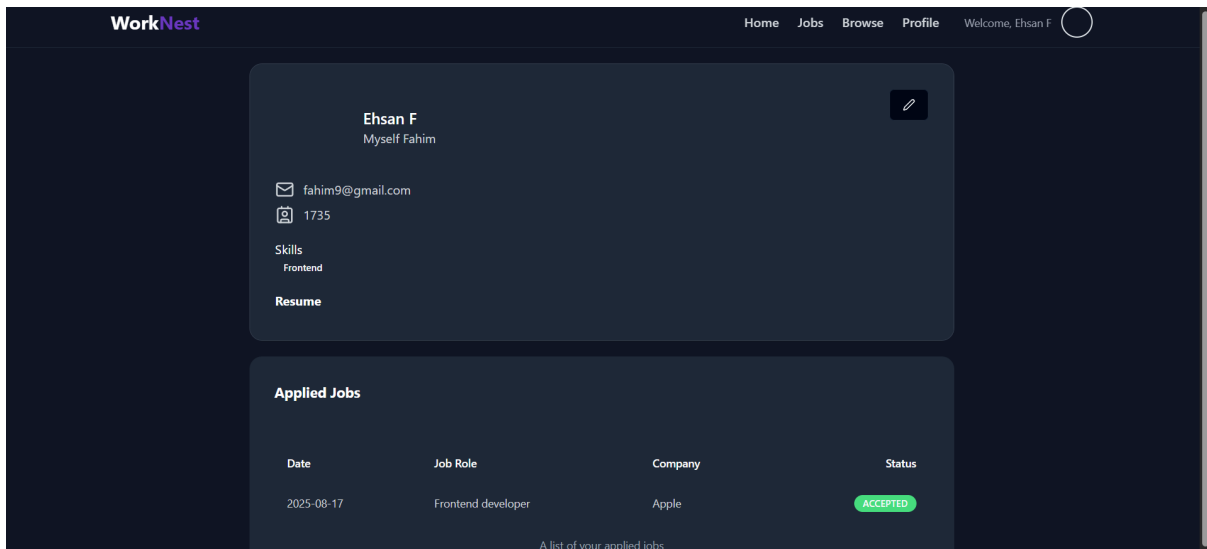 WorkNest Home Jobs Browse Profile Welcome, Ehsan F
Ehsan F
Myself Fahim
fahim9@gmail.com
1735
Skills
Frontend
Resume
Applied Jobs
Date Job Role Company Status
2025-08-17 Frontend developer Apple ACCEPTED
A list of your applied jobs